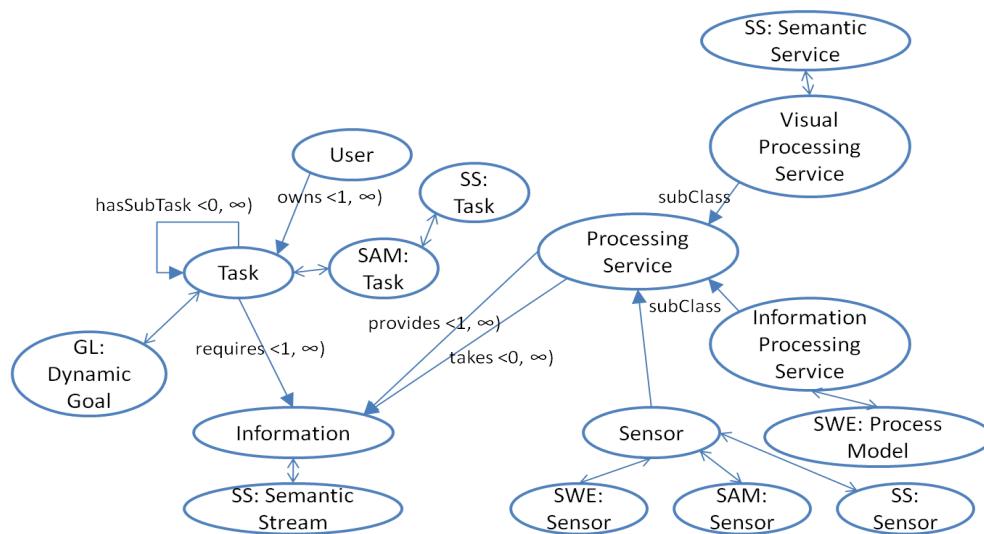 SS: Semantic
Service
Visual
Processing
Service
User
SS:
Task
owns <1, ∞)
hasSubTask <0, ∞)
subClass
Processing
Service
SAM:
Task
Task
subClass
provides <1, ∞)
Information
Processing
Service
GL:
Dynamic
Goal
requires <1, ∞)
takes <0, ∞)
Information
Sensor
SWE: Process
Model
SS: Semantic
Stream
SWE:
Sensor
SAM:
Sensor
SS:
Sensor